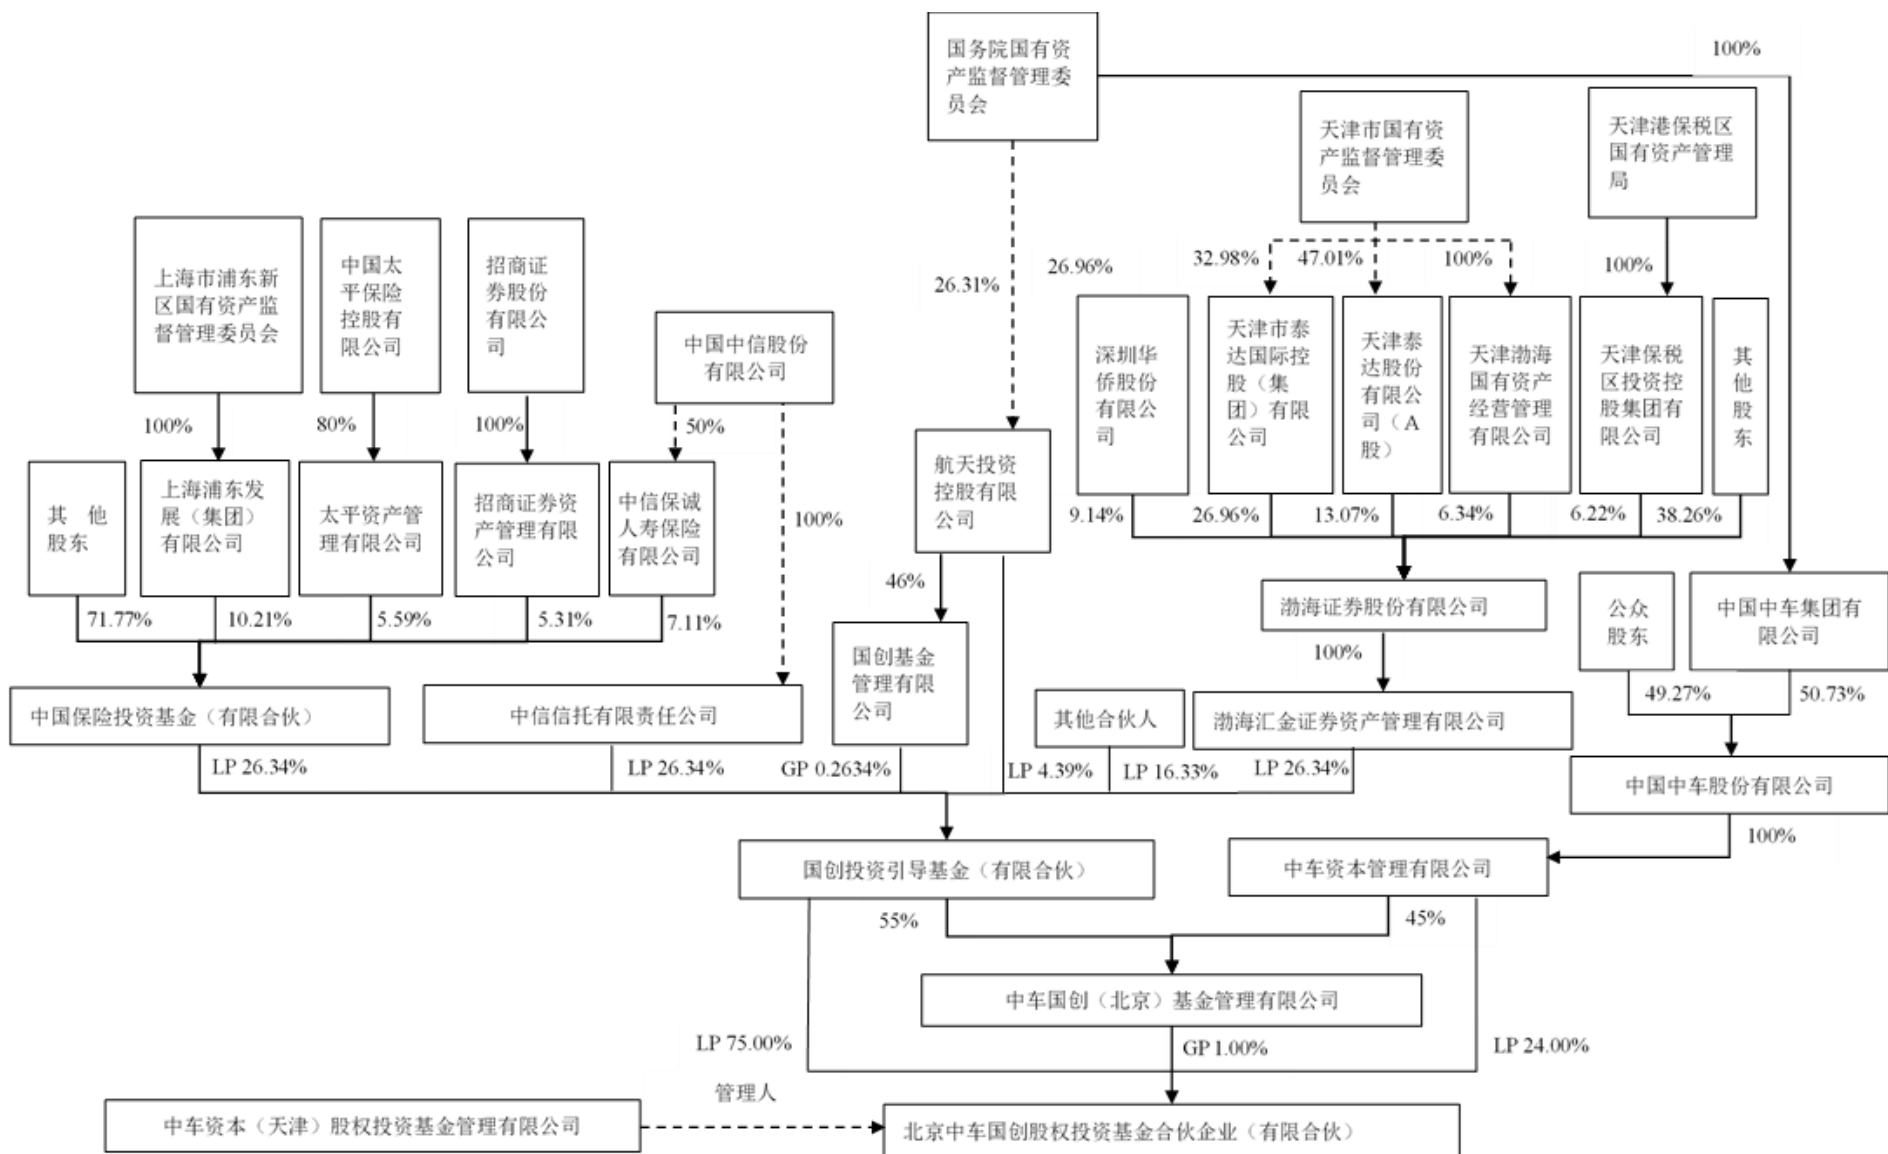 国务院国有资
产监督管理委
员会
100%
天津市国有资
产监督管理委
员会
天津港保税区
国有资产管理
局
上海市浦东新
区国有资产监
督管理委员会
中国太
平保险
控股有
限公司
招商证
券股份
有限公
司
中国中信股份
有限公司
26.31%
26.96%
32.98%
47.01%
100%
100%
深圳华
侨股份
有限公
司
天津市泰
达国际控
股（集
团）有限
公司
天津泰
达股份
有限公
司（A
股）
天津渤海
国有资产
经营管理
有限公司
天津保税
区投资控
股集团有
限公司
其
他
股
东
100%
80%
100%
50%
100%
其 他
股东
上海浦东发
展（集团）
有限公司
太平资产管
理有限公司
招商证券资
产管理有限
公司
中信保诚
人寿保险
有限公司
航天投资
控股有限
公司
9.14%
26.96%
13.07%
6.34%
6.22%
38.26%
71.77%
10.21%
5.59%
5.31%
7.11%
46%
渤海证券股份有限公司
公众
股东
中国中车集团有
限公司
100%
49.27%
50.73%
中国保险投资基金（有限合伙）
中信信托有限责任公司
国创基金
管理有限
公司
其他合伙人
渤海汇金证券资产管理有限公司
LP 26.34%
LP 26.34%
GP 0.2634%
LP 4.39%
LP 16.33%
LP 26.34%
中国中车股份有限公司
100%
国创投资引导基金（有限合伙）
中车资本管理有限公司
55%
45%
中车国创（北京）基金管理有限公司
LP 75.00%
GP 1.00%
LP 24.00%
管理人
中车资本（天津）股权投资基金管理有限公司
北京中车国创股权投资基金合伙企业（有限合伙）